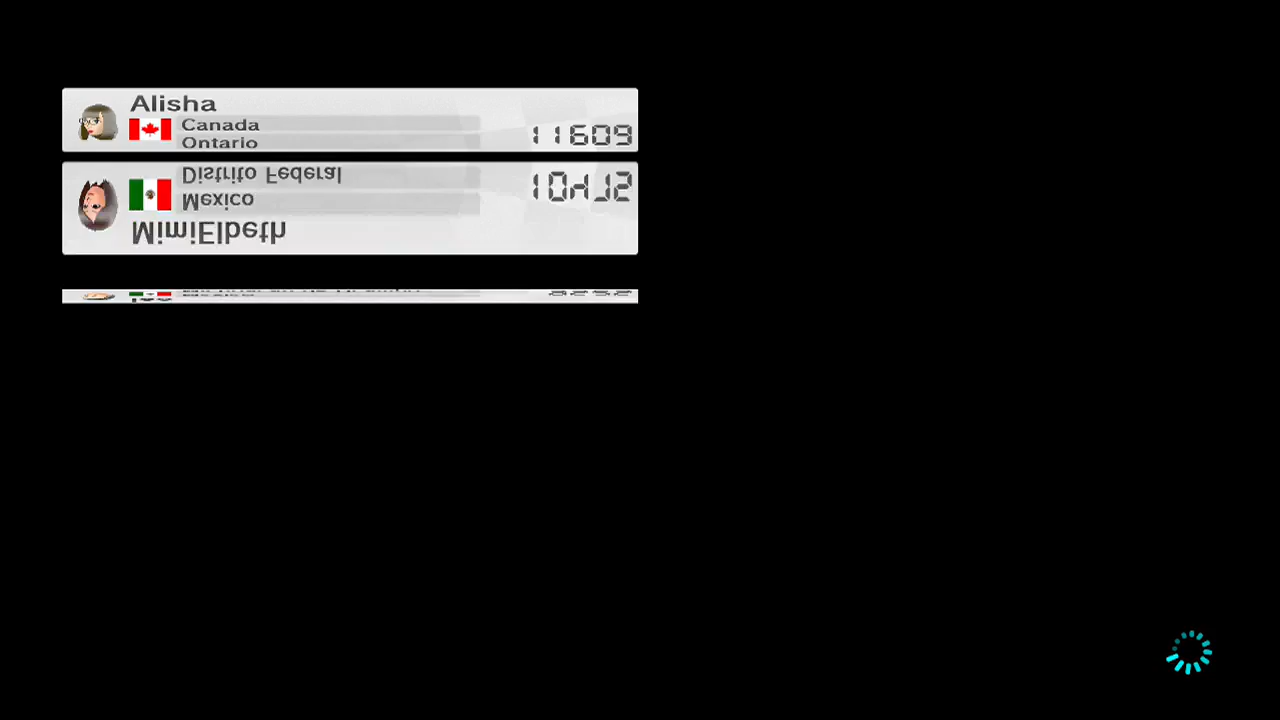 Alisha
Canada
Ontario
11609
Distrito Federal
10475
Mexico
MimiElbeth